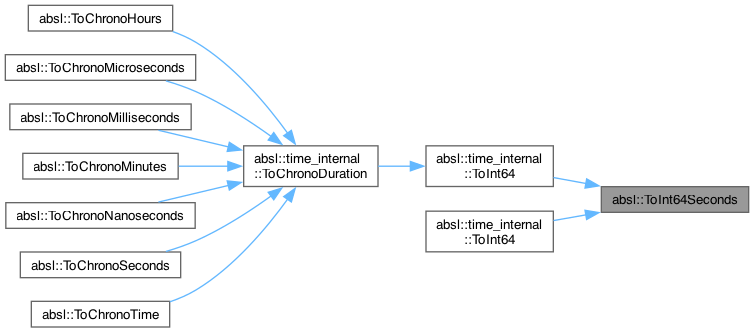 absl::ToChronoHours
absl::ToChronoMicroseconds
absl::ToChronoMilliseconds
absl::ToChronoMinutes
absl::ToChronoNanoseconds
absl::ToChronoSeconds
absl::ToChronoTime
absl::time_internal
::ToChronoDuration
absl::time_internal
::ToInt64
absl::time_internal
::ToInt64
absl::ToInt64Seconds